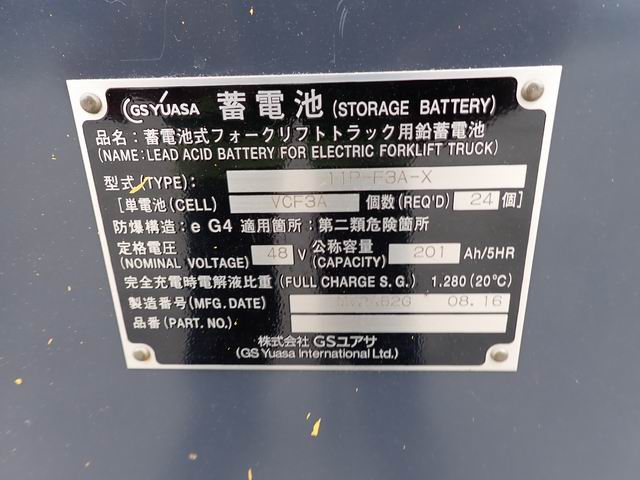 GS YUASA 蓄電池 (STORAGE BATTERY)
品名：蓄電池式フォークリフトトラック用鉛蓄電池
(NAME: LEAD ACID BATTERY FOR ELECTRIC FORKLIFT TRUCK)
型式(TYPE)： 11P-F3A-X
[単電池(CELL) VCF3A 個数(REQ'D) 24個]
防爆構造：e G4 適用箇所：第二類危険箇所
定格電圧 48 V 公称容量 201 Ah/5HR
(NOMINAL VOLTAGE) (CAPACITY)
完全充電時電解液比重 (FULL CHARGE S.G.) 1.280 (20℃)
製造番号(MFG.DATE) 08.16
品番(PART.NO.)
株式会社 GSユアサ
(GS Yuasa International Ltd.)